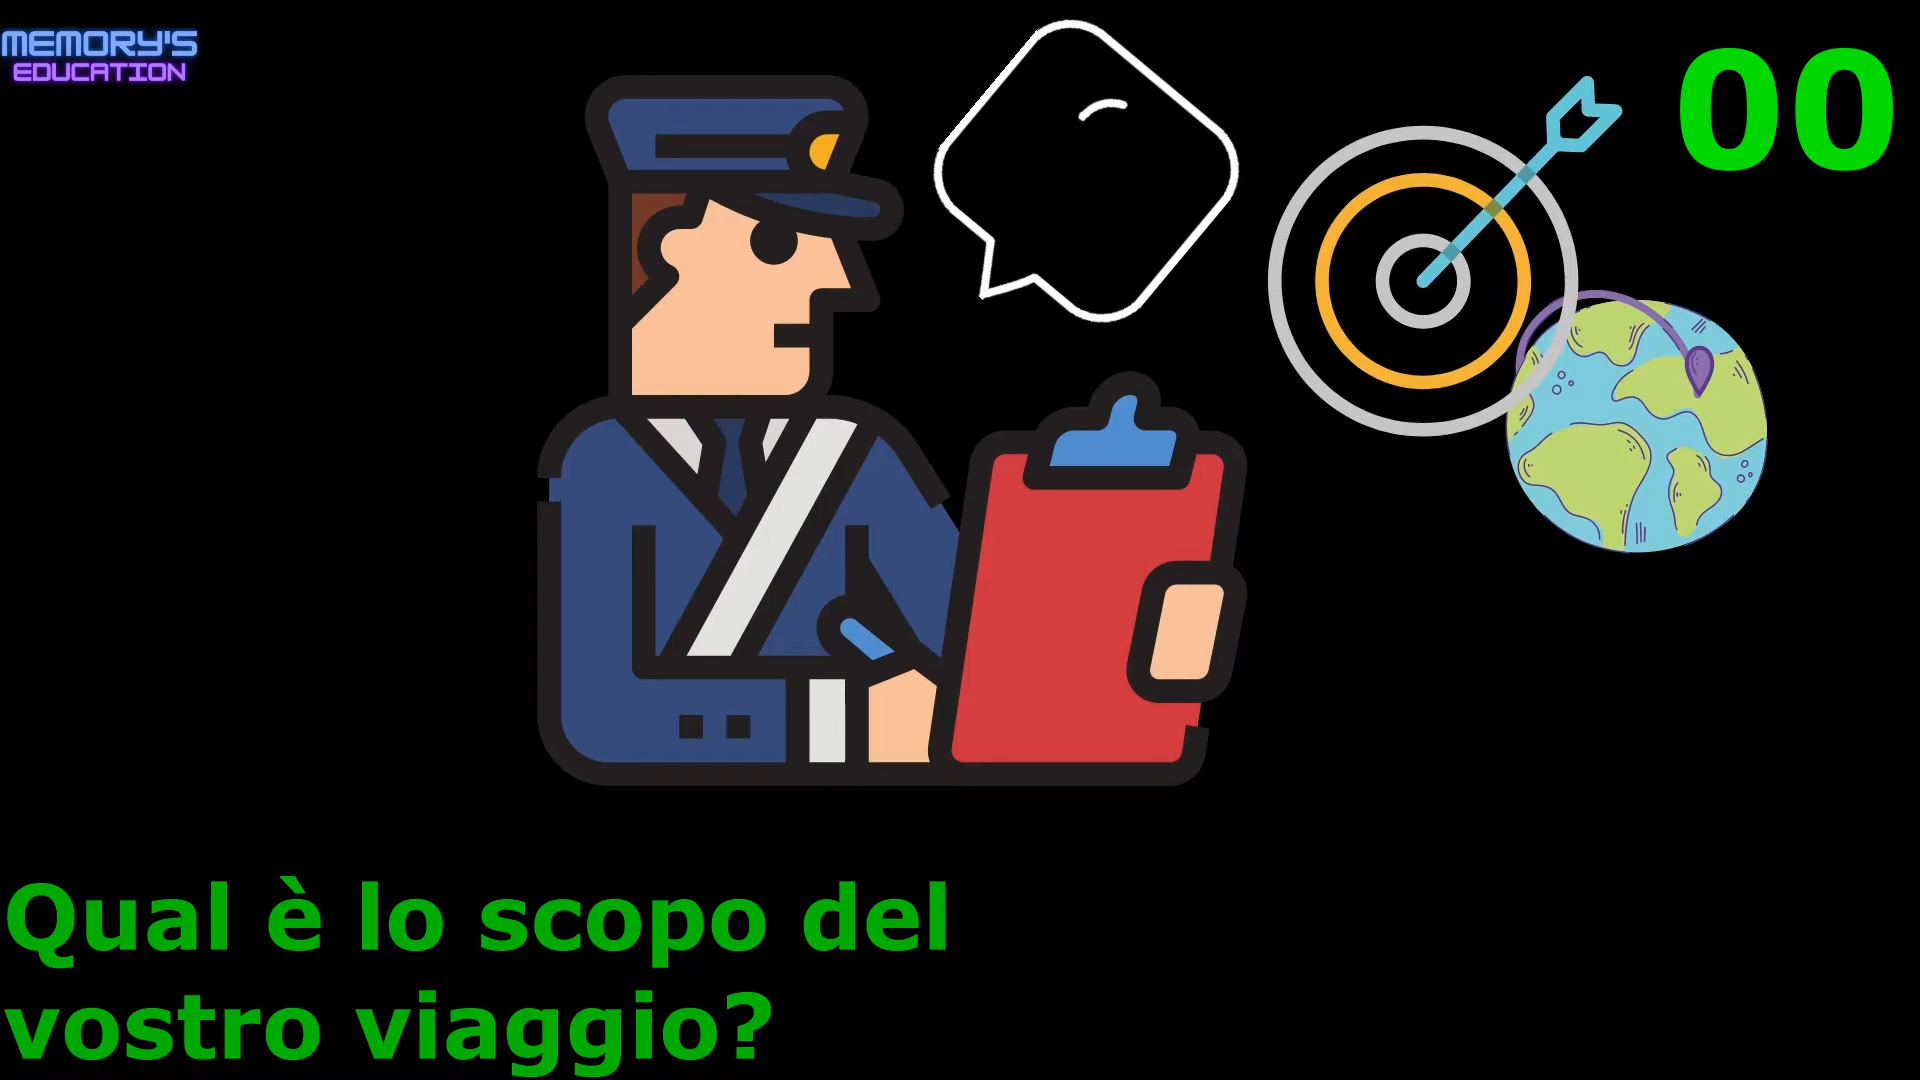 MEMORY'S
EDUCATION
00
Qual è lo scopo del
vostro viaggio?